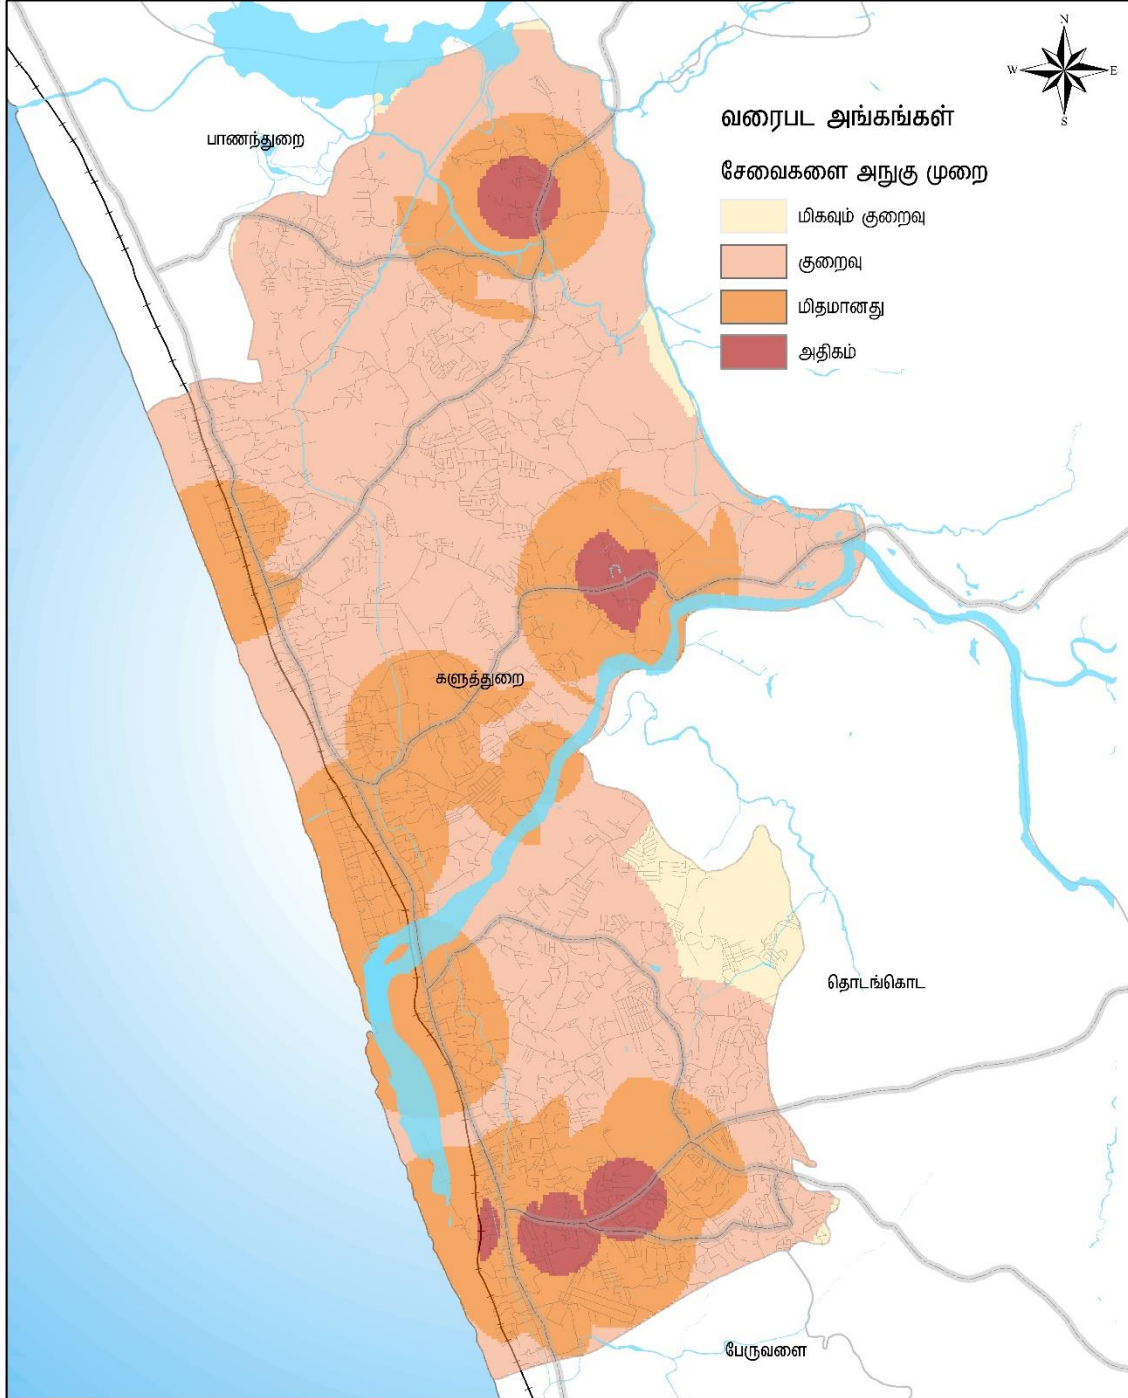 N
W
E
S
வரைபட அங்கங்கள்
சேவைகளை அநுகு முறை
மிகவும் குறைவு
குறைவு
மிதமானது
அதிகம்
பாணந்துறை
களுத்துறை
தொடங்கொட
பேருவளை